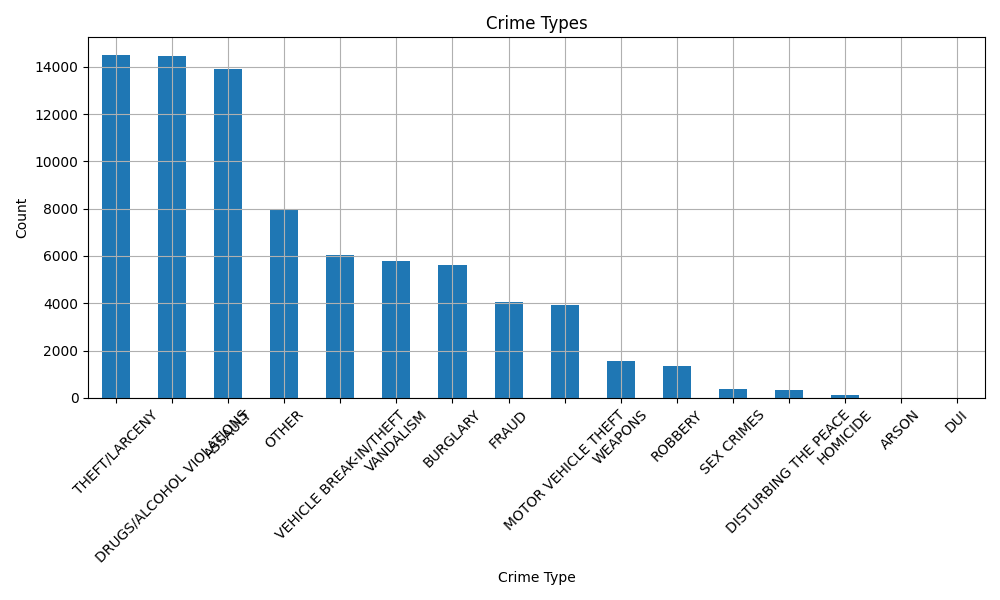 Crime Types
Count
14000
12000
10000
8000
6000
4000
2000
0
THEFT/LARCENY
DRUGS/ALCOHOL VIOLATIONS
ASSAULT
OTHER
VEHICLE BREAK-IN/THEFT
VANDALISM
BURGLARY
FRAUD
MOTOR VEHICLE THEFT
WEAPONS
ROBBERY
SEX CRIMES
DISTURBING THE PEACE
HOMICIDE
ARSON
DUI
Crime Type